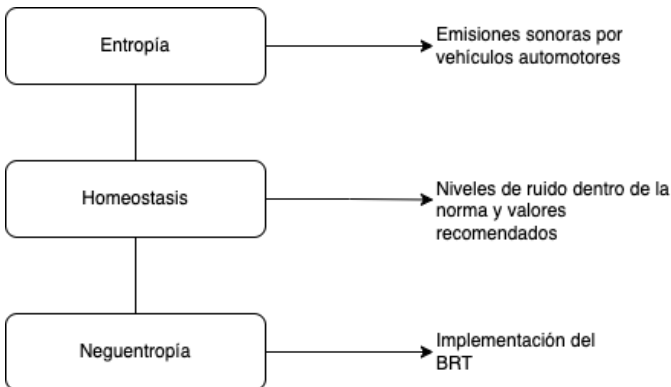 Entropía
Emisiones sonoras por
vehículos automotores
Homeostasis
Niveles de ruido dentro de la
norma y valores
recomendados
Neguentropía
Implementación del
BRT